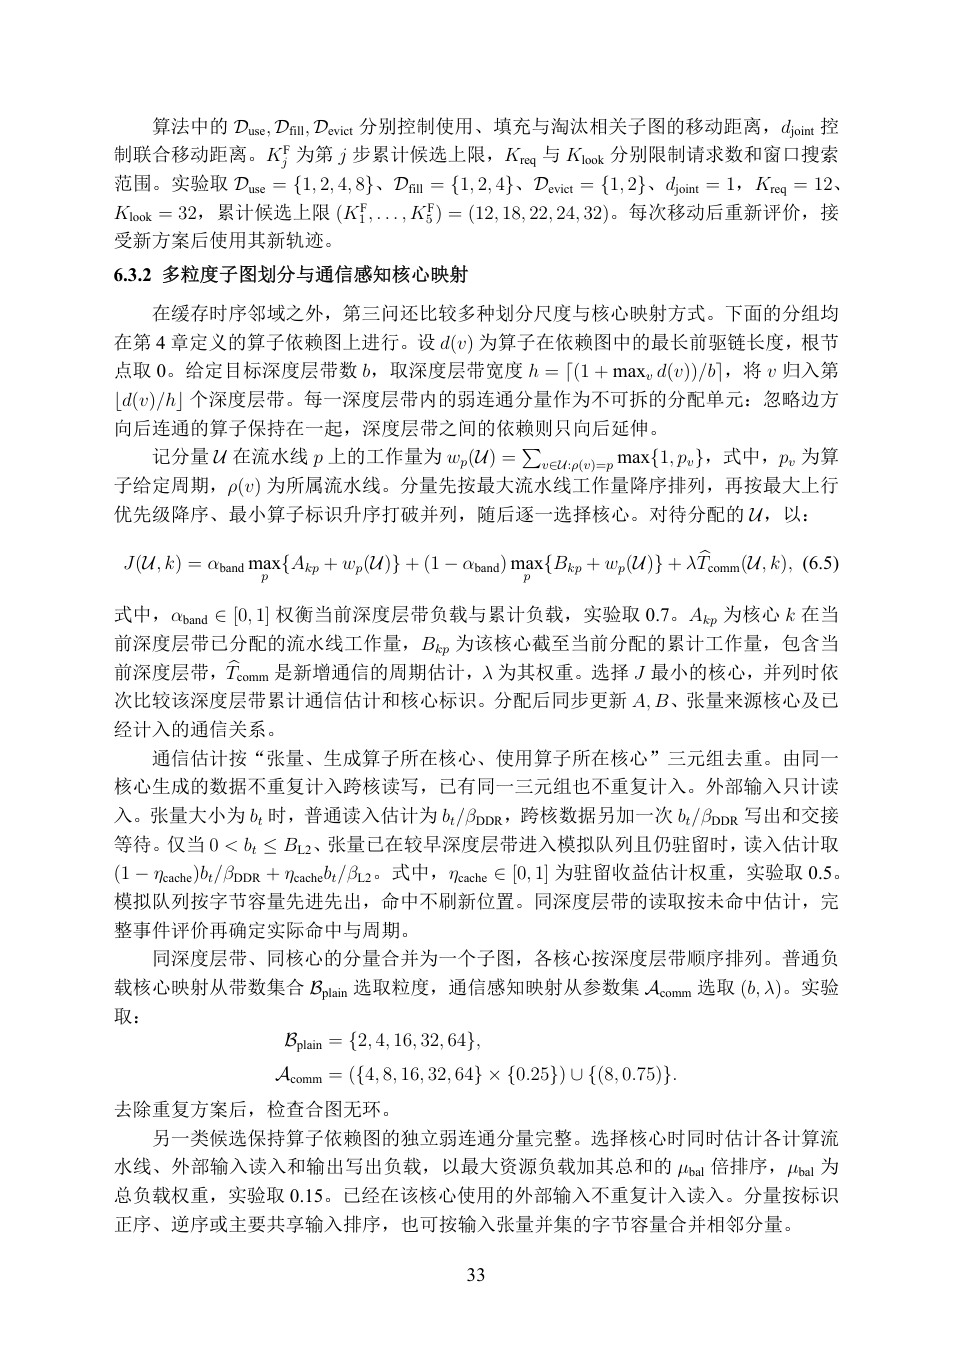 算法中的 𝒟use, 𝒟fill, 𝒟evict 分别控制使用、填充与淘汰相关子图的移动距离，djoint 控
制联合移动距离。K_j^F 为第 j 步累计候选上限，Kreq 与 Klook 分别限制请求数和窗口搜索
范围。实验取 𝒟use = {1, 2, 4, 8}、𝒟fill = {1, 2, 4}、𝒟evict = {1, 2}、djoint = 1，Kreq = 12、
Klook = 32，累计候选上限 (K_1^F, . . . , K_5^F) = (12, 18, 22, 24, 32)。每次移动后重新评价，接
受新方案后使用其新轨迹。
6.3.2 多粒度子图划分与通信感知核心映射
在缓存时序邻域之外，第三问还比较多种划分尺度与核心映射方式。下面的分组均
在第 4 章定义的算子依赖图上进行。设 d(v) 为算子在依赖图中的最长前驱链长度，根节
点取 0。给定目标深度层带数 b，取深度层带宽度 h = ⌈(1 + maxv d(v))/b⌉，将 v 归入第
⌊d(v)/h⌋ 个深度层带。每一深度层带内的弱连通分量作为不可拆的分配单元：忽略边方
向后连通的算子保持在一起，深度层带之间的依赖则只向后延伸。
记分量 𝒰 在流水线 p 上的工作量为 wp(𝒰) = ∑v∈𝒰:ρ(v)=p max{1, pv}，式中，pv 为算
子给定周期，ρ(v) 为所属流水线。分量先按最大流水线工作量降序排列，再按最大上行
优先级降序、最小算子标识升序打破并列，随后逐一选择核心。对待分配的 𝒰，以：
J(𝒰, k) = αband max_p{Akp + wp(𝒰)} + (1 − αband) max_p{Bkp + wp(𝒰)} + λT̂comm(𝒰, k), (6.5)
式中，αband ∈ [0, 1] 权衡当前深度层带负载与累计负载，实验取 0.7。Akp 为核心 k 在当
前深度层带已分配的流水线工作量，Bkp 为该核心截至当前分配的累计工作量，包含当
前深度层带，T̂comm 是新增通信的周期估计，λ 为其权重。选择 J 最小的核心，并列时依
次比较该深度层带累计通信估计和核心标识。分配后同步更新 A, B、张量来源核心及已
经计入的通信关系。
通信估计按“张量、生成算子所在核心、使用算子所在核心”三元组去重。由同一
核心生成的数据不重复计入跨核读写，已有同一三元组也不重复计入。外部输入只计读
入。张量大小为 bt 时，普通读入估计为 bt/βDDR，跨核数据另加一次 bt/βDDR 写出和交接
等待。仅当 0 < bt ≤ BL2、张量已在较早深度层带进入模拟队列且仍驻留时，读入估计取
(1 − ηcache)bt/βDDR + ηcachebt/βL2。式中，ηcache ∈ [0, 1] 为驻留收益估计权重，实验取 0.5。
模拟队列按字节容量先进先出，命中不刷新位置。同深度层带的读取按未命中估计，完
整事件评价再确定实际命中与周期。
同深度层带、同核心的分量合并为一个子图，各核心按深度层带顺序排列。普通负
载核心映射从带数集合 ℬplain 选取粒度，通信感知映射从参数集 𝒜comm 选取 (b, λ)。实验
取：
ℬplain = {2, 4, 16, 32, 64},
𝒜comm = ({4, 8, 16, 32, 64} × {0.25}) ∪ {(8, 0.75)}.
去除重复方案后，检查合图无环。
另一类候选保持算子依赖图的独立弱连通分量完整。选择核心时同时估计各计算流
水线、外部输入读入和输出写出负载，以最大资源负载加其总和的 μbal 倍排序，μbal 为
总负载权重，实验取 0.15。已经在该核心使用的外部输入不重复计入读入。分量按标识
正序、逆序或主要共享输入排序，也可按输入张量并集的字节容量合并相邻分量。
33